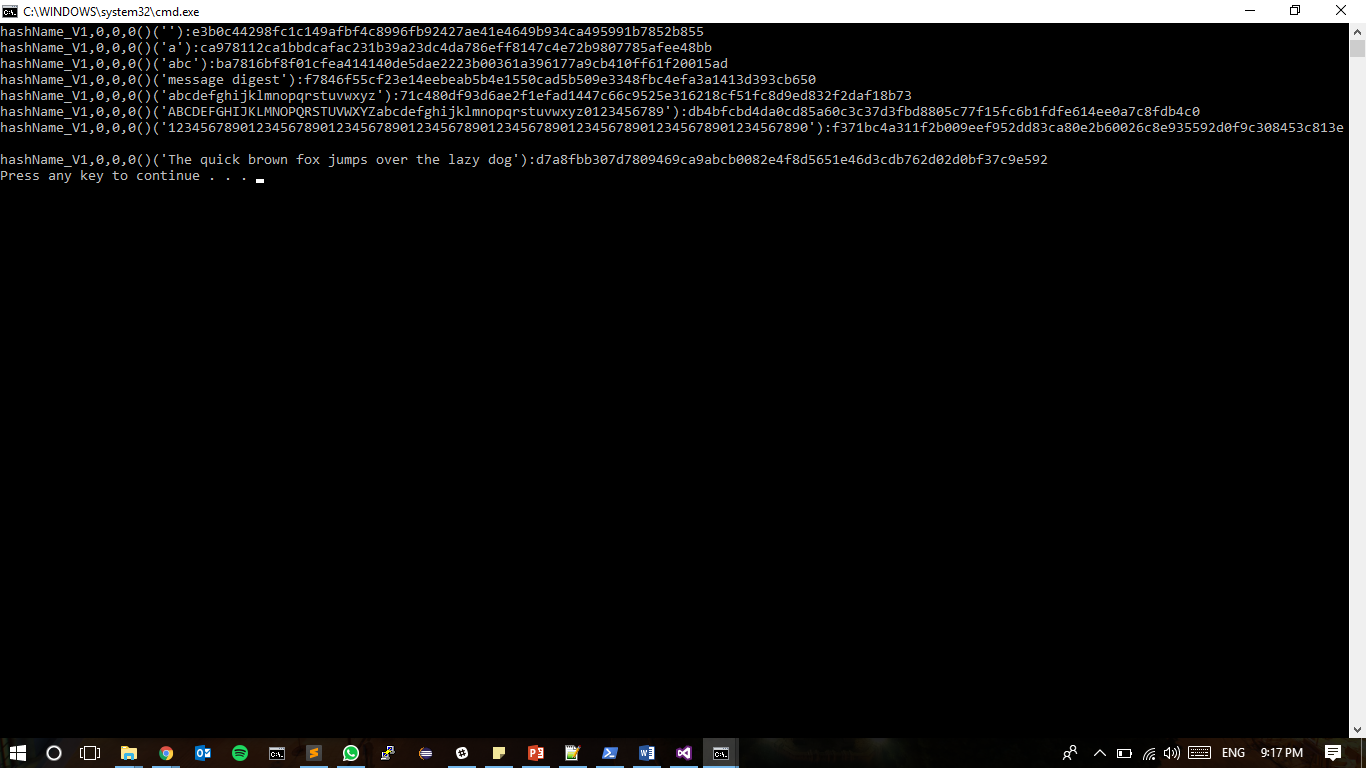 C:\WINDOWS\system32\cmd.exe
hashName_V1,0,0,0()(''):e3b0c44298fc1c149afbf4c8996fb92427ae41e4649b934ca495991b7852b855
hashName_V1,0,0,0()('a'):ca978112ca1bbdcafac231b39a23dc4da786eff8147c4e72b9807785afee48bb
hashName_V1,0,0,0()('abc'):ba7816bf8f01cfea414140de5dae2223b00361a396177a9cb410ff61f20015ad
hashName_V1,0,0,0()('message digest'):f7846f55cf23e14eebeab5b4e1550cad5b509e3348fbc4efa3a1413d393cb650
hashName_V1,0,0,0()('abcdefghijklmnopqrstuvwxyz'):71c480df93d6ae2f1efad1447c66c9525e316218cf51fc8d9ed832f2daf18b73
hashName_V1,0,0,0()('ABCDEFGHIJKLMNOPQRSTUVWXYZabcdefghijklmnopqrstuvwxyz0123456789'):db4bfcbd4da0cd85a60c3c37d3fbd8805c77f15fc6b1fdfe614ee0a7c8fdb4c0
hashName_V1,0,0,0()('12345678901234567890123456789012345678901234567890123456789012345678901234567890'):f371bc4a311f2b009eef952dd83ca80e2b60026c8e935592d0f9c308453c813e
hashName_V1,0,0,0()('The quick brown fox jumps over the lazy dog'):d7a8fbb307d7809469ca9abcb0082e4f8d5651e46d3cdb762d02d0bf37c9e592
Press any key to continue . . .
ENG
9:17 PM